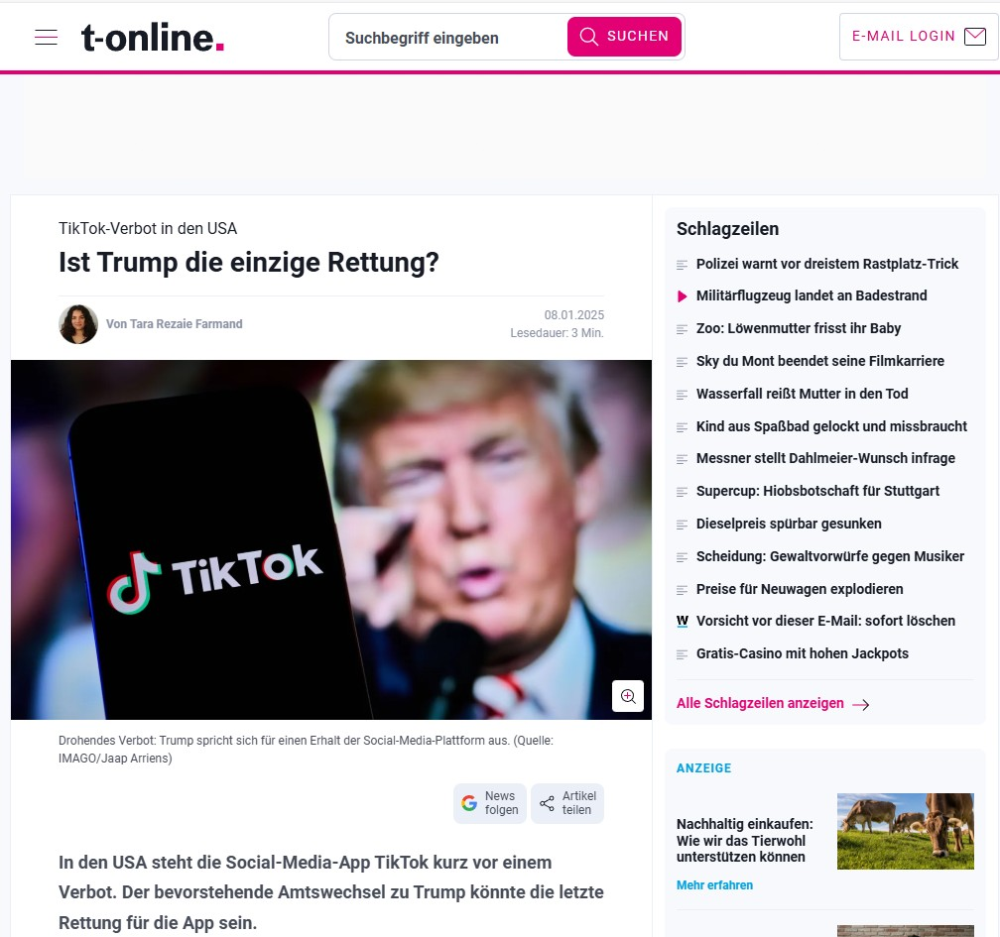 t-online.
Suchbegriff eingeben
SUCHEN
E-MAIL LOGIN
TikTok-Verbot in den USA
Ist Trump die einzige Rettung?
Von Tara Rezaie Farmand
08.01.2025
Lesedauer: 3 Min.
TikTok
Drohendes Verbot: Trump spricht sich für einen Erhalt der Social-Media-Plattform aus. (Quelle:
IMAGO/Jaap Arriens)
News
folgen
Artikel
teilen
In den USA steht die Social-Media-App TikTok kurz vor einem
Verbot. Der bevorstehende Amtswechsel zu Trump könnte die letzte
Rettung für die App sein.
Schlagzeilen
Polizei warnt vor dreistem Rastplatz-Trick
Militärflugzeug landet an Badestrand
Zoo: Löwenmutter frisst ihr Baby
Sky du Mont beendet seine Filmkarriere
Wasserfall reißt Mutter in den Tod
Kind aus Spaßbad gelockt und missbraucht
Messner stellt Dahlmeier-Wunsch infrage
Supercup: Hiobsbotschaft für Stuttgart
Dieselpreis spürbar gesunken
Scheidung: Gewaltvorwürfe gegen Musiker
Preise für Neuwagen explodieren
W Vorsicht vor dieser E-Mail: sofort löschen
Gratis-Casino mit hohen Jackpots
Alle Schlagzeilen anzeigen
ANZEIGE
Nachhaltig einkaufen:
Wie wir das Tierwohl
unterstützen können
Mehr erfahren